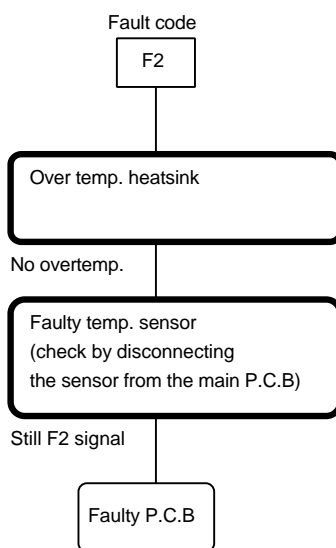 Fault code
F2
Over temp. heatsink
No overtemp.
Faulty temp. sensor
(check by disconnecting
the sensor from the main P.C.B)
Still F2 signal
Faulty P.C.B